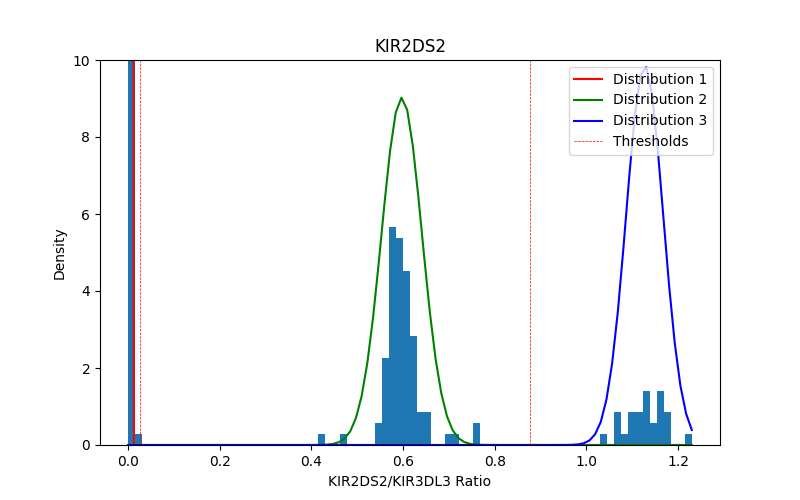 KIR2DS2
10
8
6
4
2
0
Density
0.0 0.2 0.4 0.6 0.8 1.0 1.2
KIR2DS2/KIR3DL3 Ratio
Distribution 1
Distribution 2
Distribution 3
Thresholds